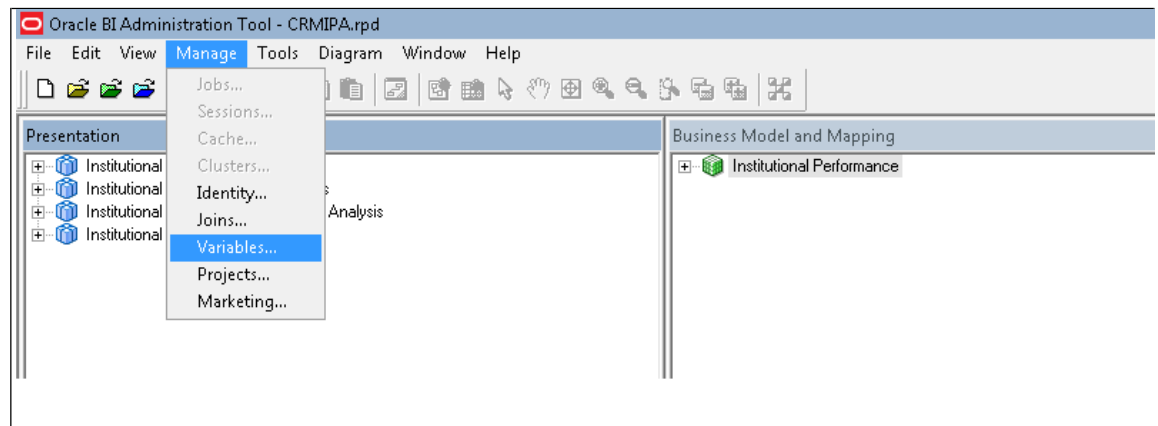 Oracle BI Administration Tool - CRMIPA.rpd
File Edit View Manage Tools Diagram Window Help
Jobs...
Sessions...
Cache...
Clusters...
Identity...
Joins...
Variables...
Projects...
Marketing...
Presentation
Institutional
Institutional s
Institutional Analysis
Institutional
Business Model and Mapping
Institutional Performance